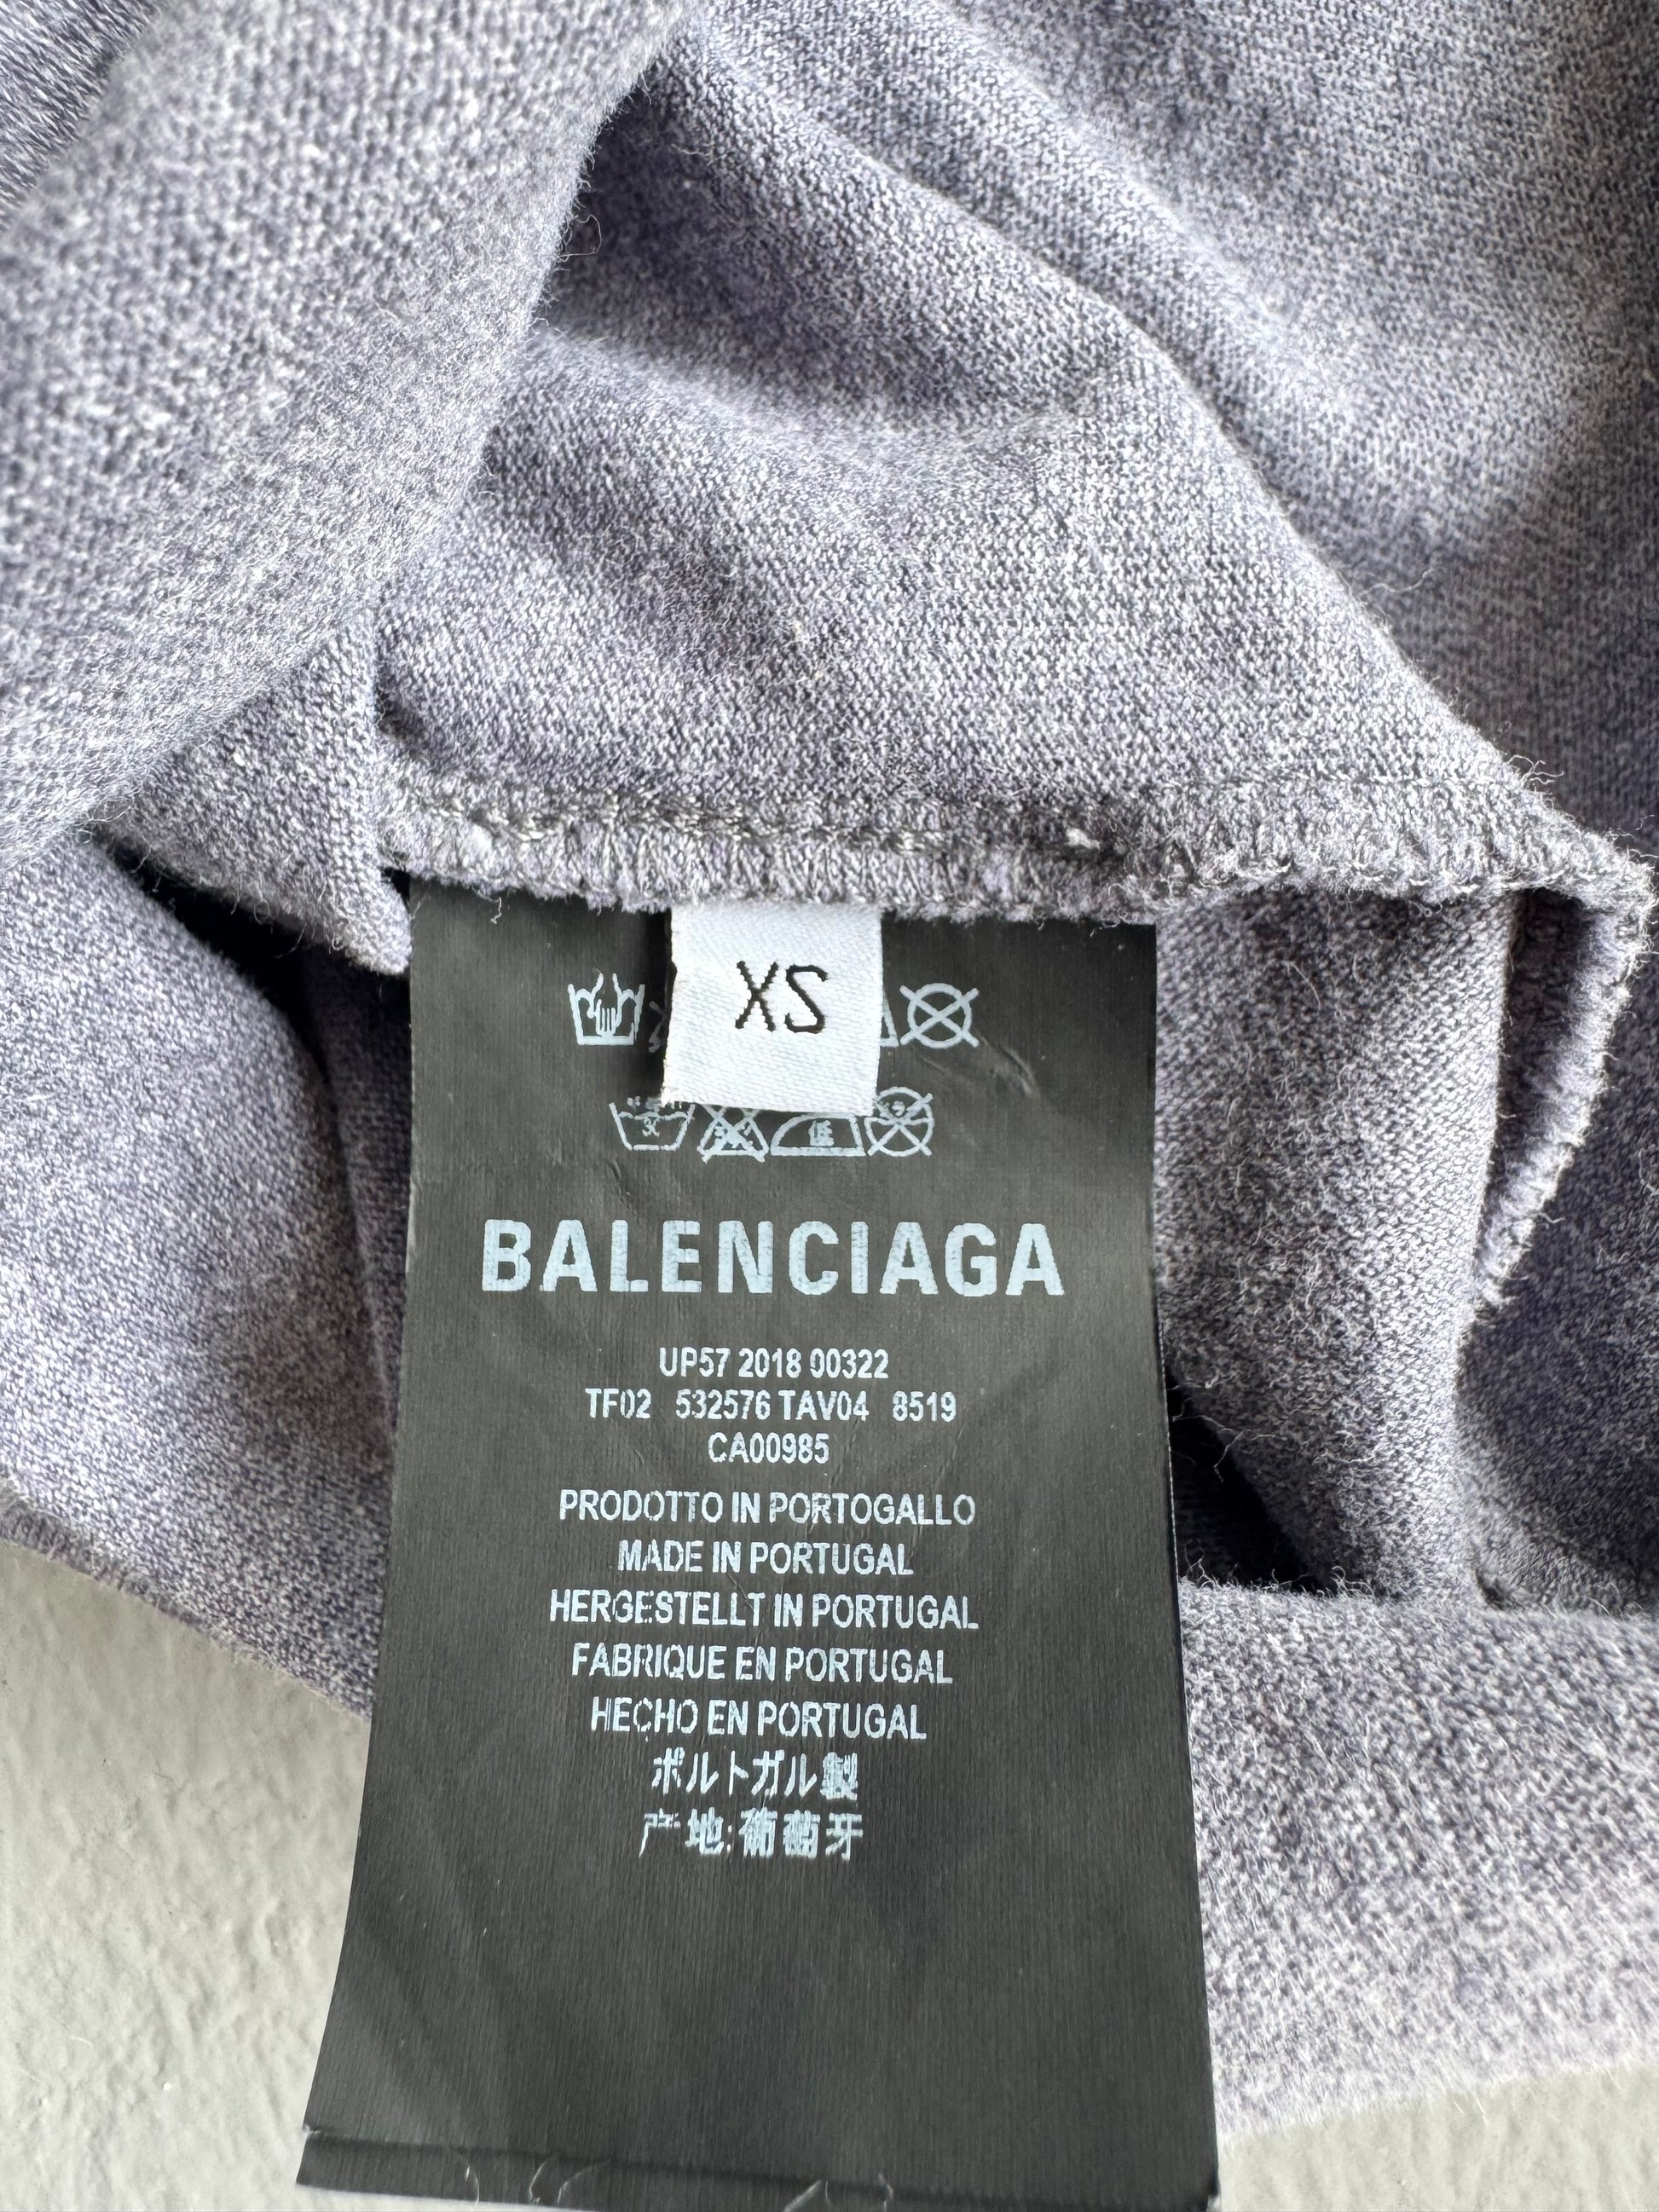 XS
BALENCIAGA
UP57 2018 00322
TF02 532576 TAV04 8519
CA00985
PRODOTTO IN PORTOGALLO
MADE IN PORTUGAL
HERGESTELLT IN PORTUGAL
FABRIQUE EN PORTUGAL
HECHO EN PORTUGAL
ポルトガル製
产地:葡萄牙